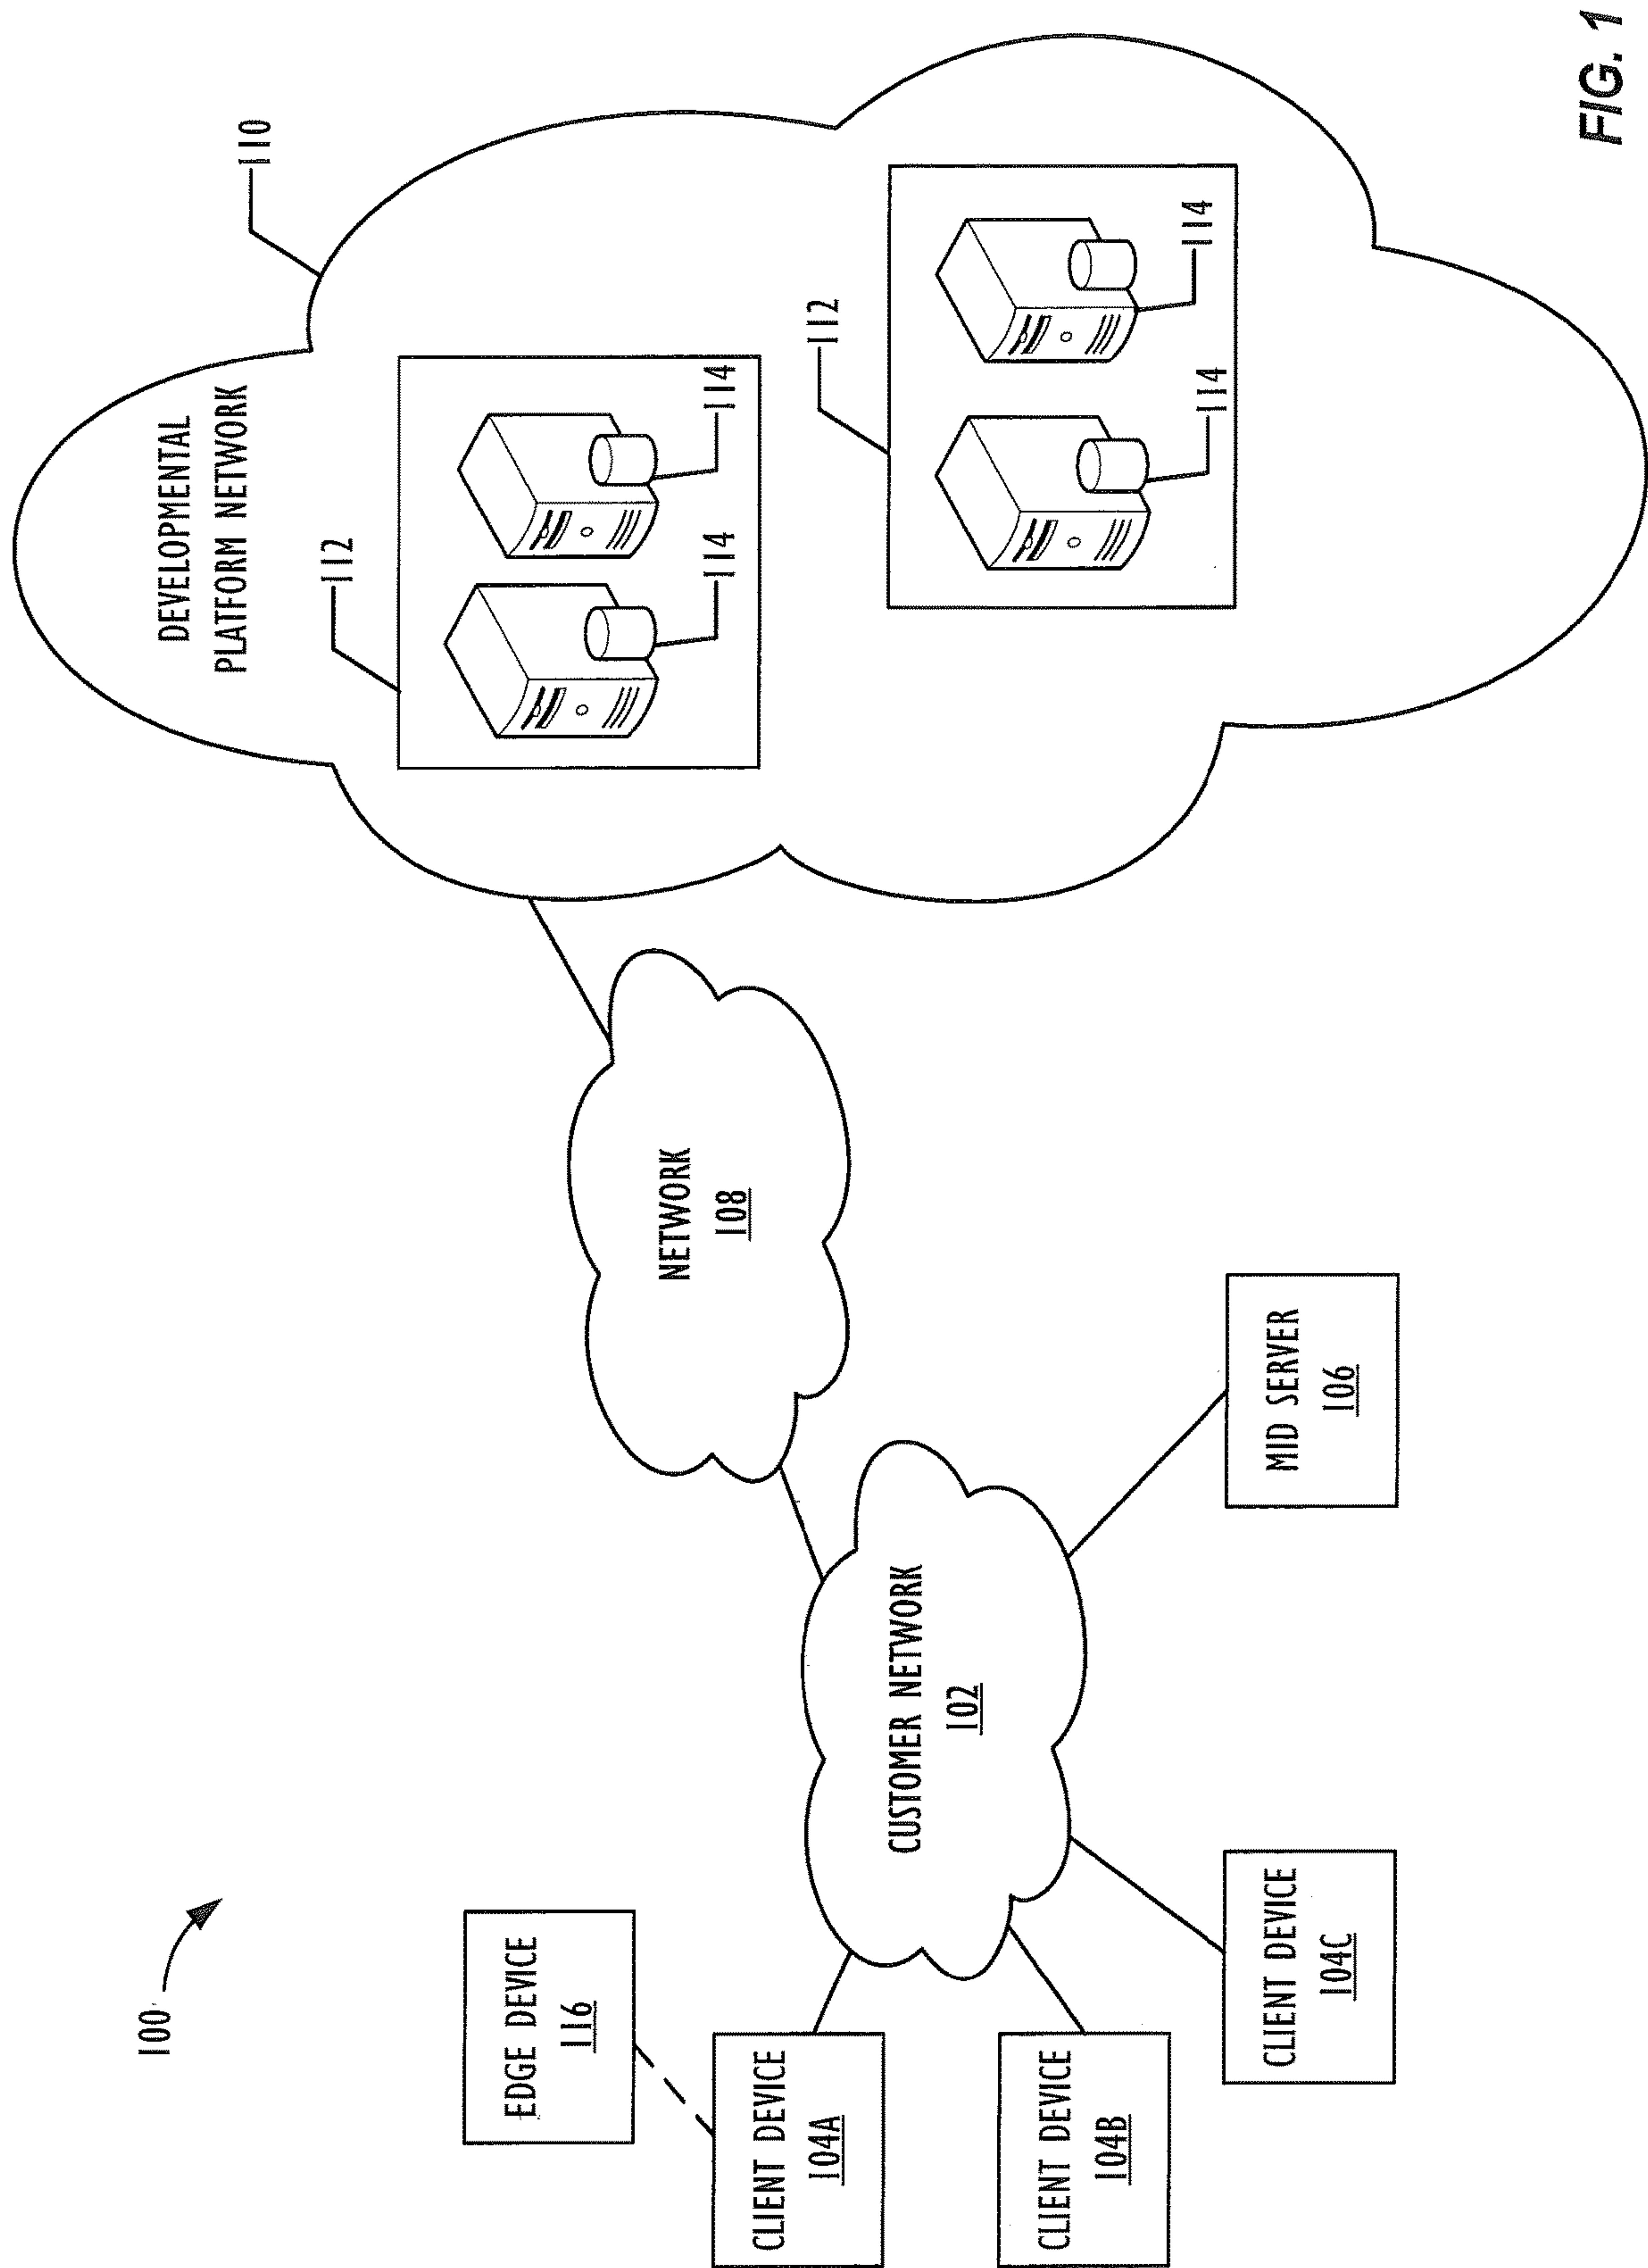 100
DEVELOPMENTAL
PLATFORM NETWORK
110
112
114
114
112
114
114
EDGE DEVICE
116
NETWORK
108
CLIENT DEVICE
104A
CUSTOMER NETWORK
102
CLIENT DEVICE
104B
CLIENT DEVICE
104C
MID SERVER
106
FIG. 1